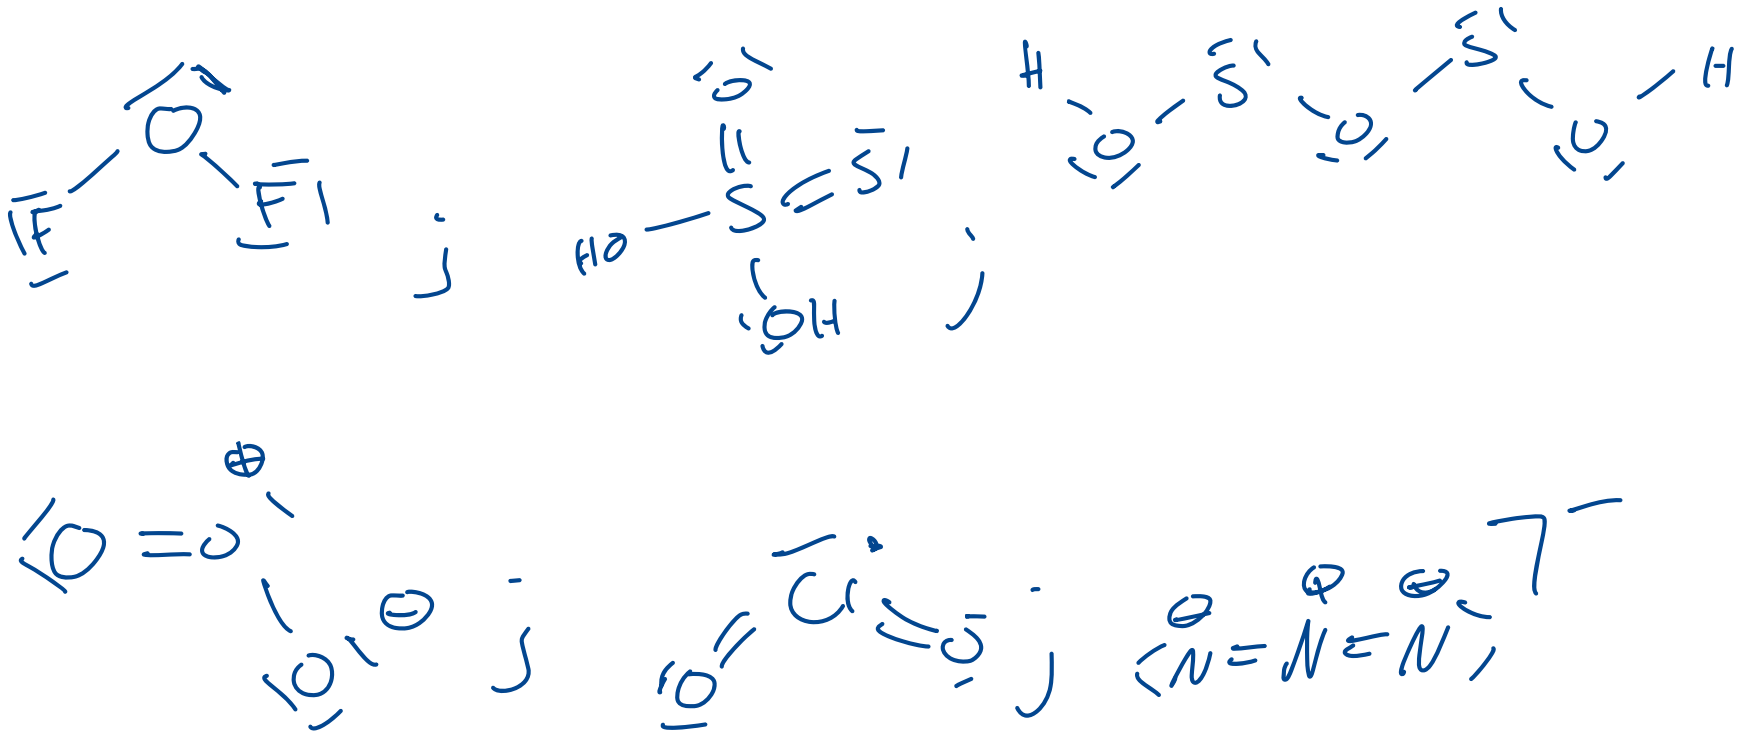 F O F ;
O S S HO OH ;
H O S O S O H
O = O ⊕ O ⊖ ;
O Cl O ;
N ⊖ = N ⊕ = N ⊖ ⁻